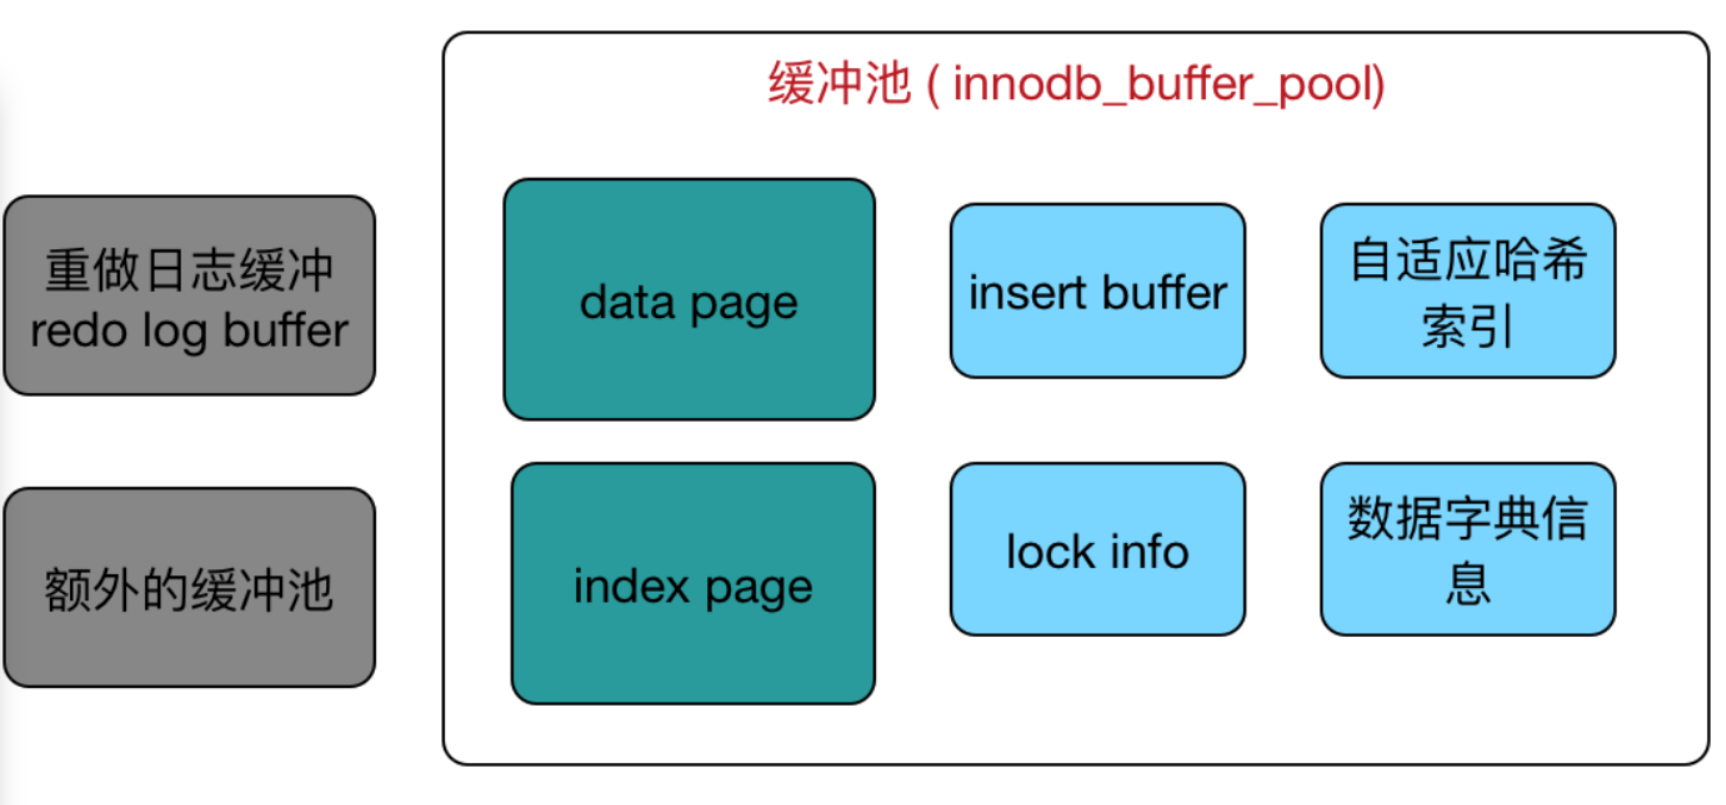 缓冲池 ( innodb_buffer_pool)
重做日志缓冲
redo log buffer
data page
insert buffer
自适应哈希
索引
额外的缓冲池
index page
lock info
数据字典信
息